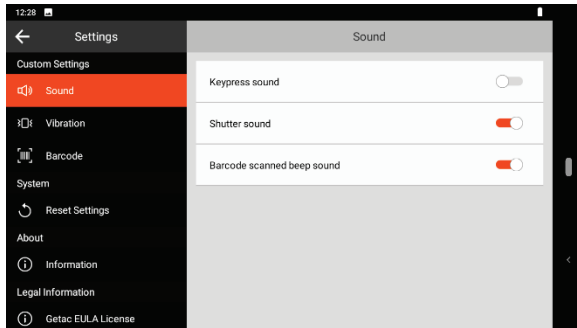 12:28
Settings
Sound
Custom Settings
Sound
Vibration
Barcode
System
Reset Settings
About
Information
Legal Information
Getac EULA License
Keypress sound
Shutter sound
Barcode scanned beep sound